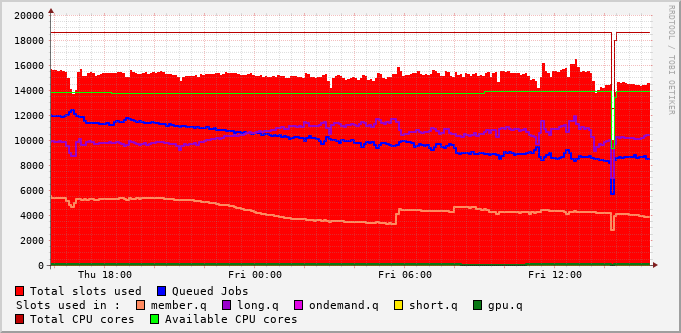 20000
18000
16000
14000
12000
10000
8000
6000
4000
2000
0
Thu 18:00 Fri 00:00 Fri 06:00 Fri 12:00
RRDTOOL / TOBI OETIKER
Total slots used Queued Jobs
Slots used in : member.q long.q ondemand.q short.q gpu.q
Total CPU cores Available CPU cores